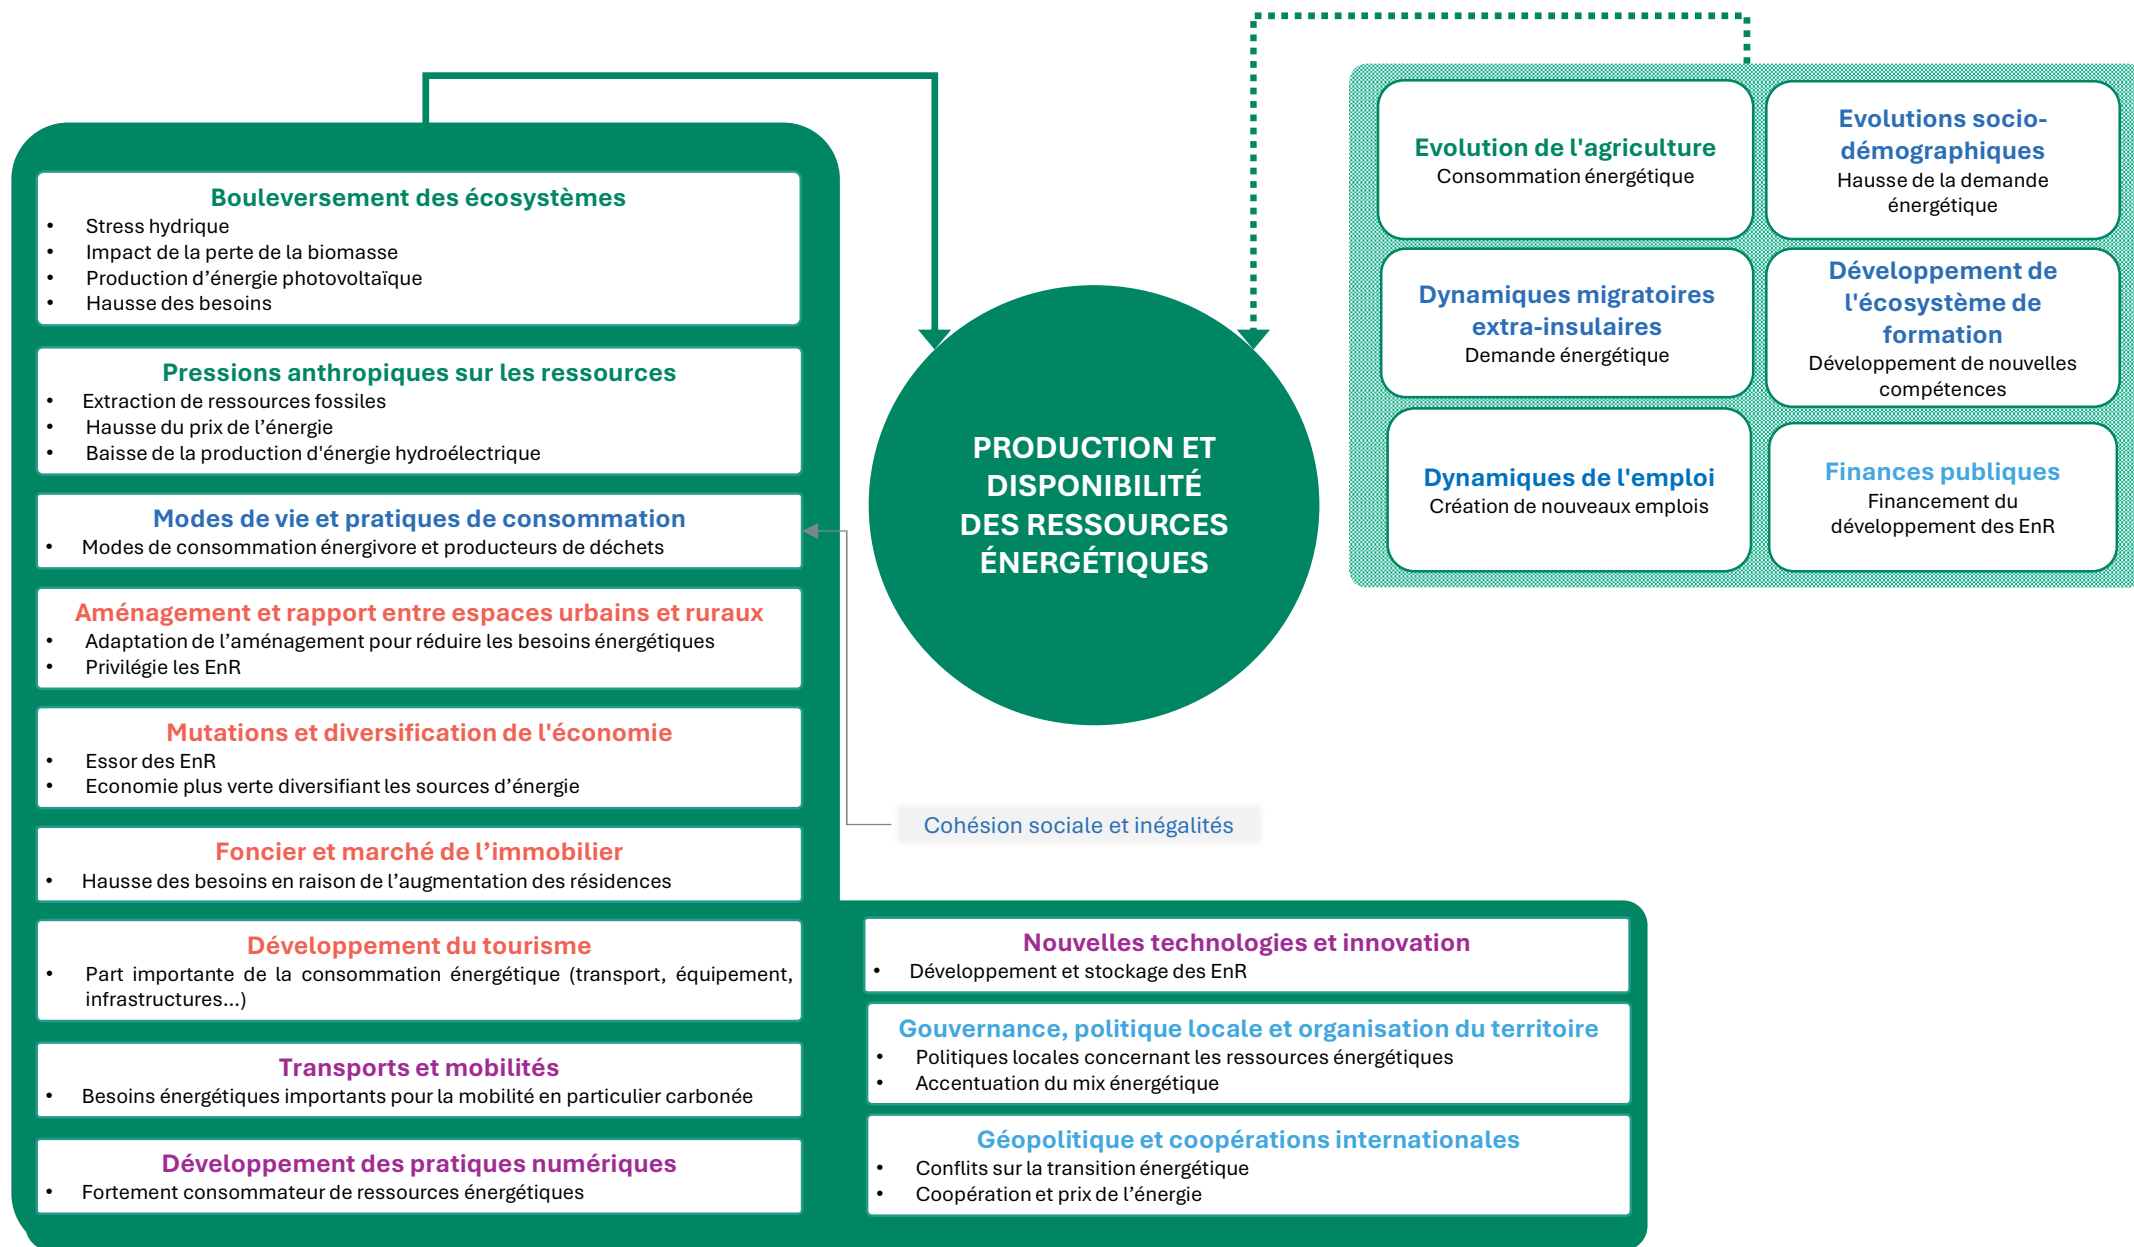 Bouleversement des écosystèmes
• Stress hydrique
• Impact de la perte de la biomasse
• Production d’énergie photovoltaïque
• Hausse des besoins
Pressions anthropiques sur les ressources
• Extraction de ressources fossiles
• Hausse du prix de l’énergie
• Baisse de la production d'énergie hydroélectrique
Modes de vie et pratiques de consommation
• Modes de consommation énergivore et producteurs de déchets
Aménagement et rapport entre espaces urbains et ruraux
• Adaptation de l’aménagement pour réduire les besoins énergétiques
• Privilégie les EnR
Mutations et diversification de l'économie
• Essor des EnR
• Economie plus verte diversifiant les sources d’énergie
Foncier et marché de l’immobilier
• Hausse des besoins en raison de l’augmentation des résidences
Développement du tourisme
• Part importante de la consommation énergétique (transport, équipement,
infrastructures...)
Transports et mobilités
• Besoins énergétiques importants pour la mobilité en particulier carbonée
Développement des pratiques numériques
• Fortement consommateur de ressources énergétiques
Nouvelles technologies et innovation
• Développement et stockage des EnR
Gouvernance, politique locale et organisation du territoire
• Politiques locales concernant les ressources énergétiques
• Accentuation du mix énergétique
Géopolitique et coopérations internationales
• Conflits sur la transition énergétique
• Coopération et prix de l’énergie
PRODUCTION ET
DISPONIBILITÉ
DES RESSOURCES
ÉNERGÉTIQUES
Cohésion sociale et inégalités
Evolution de l'agriculture
Consommation énergétique
Evolutions socio-
démographiques
Hausse de la demande
énergétique
Dynamiques migratoires
extra-insulaires
Demande énergétique
Développement de
l'écosystème de
formation
Développement de nouvelles
compétences
Dynamiques de l'emploi
Création de nouveaux emplois
Finances publiques
Financement du
développement des EnR